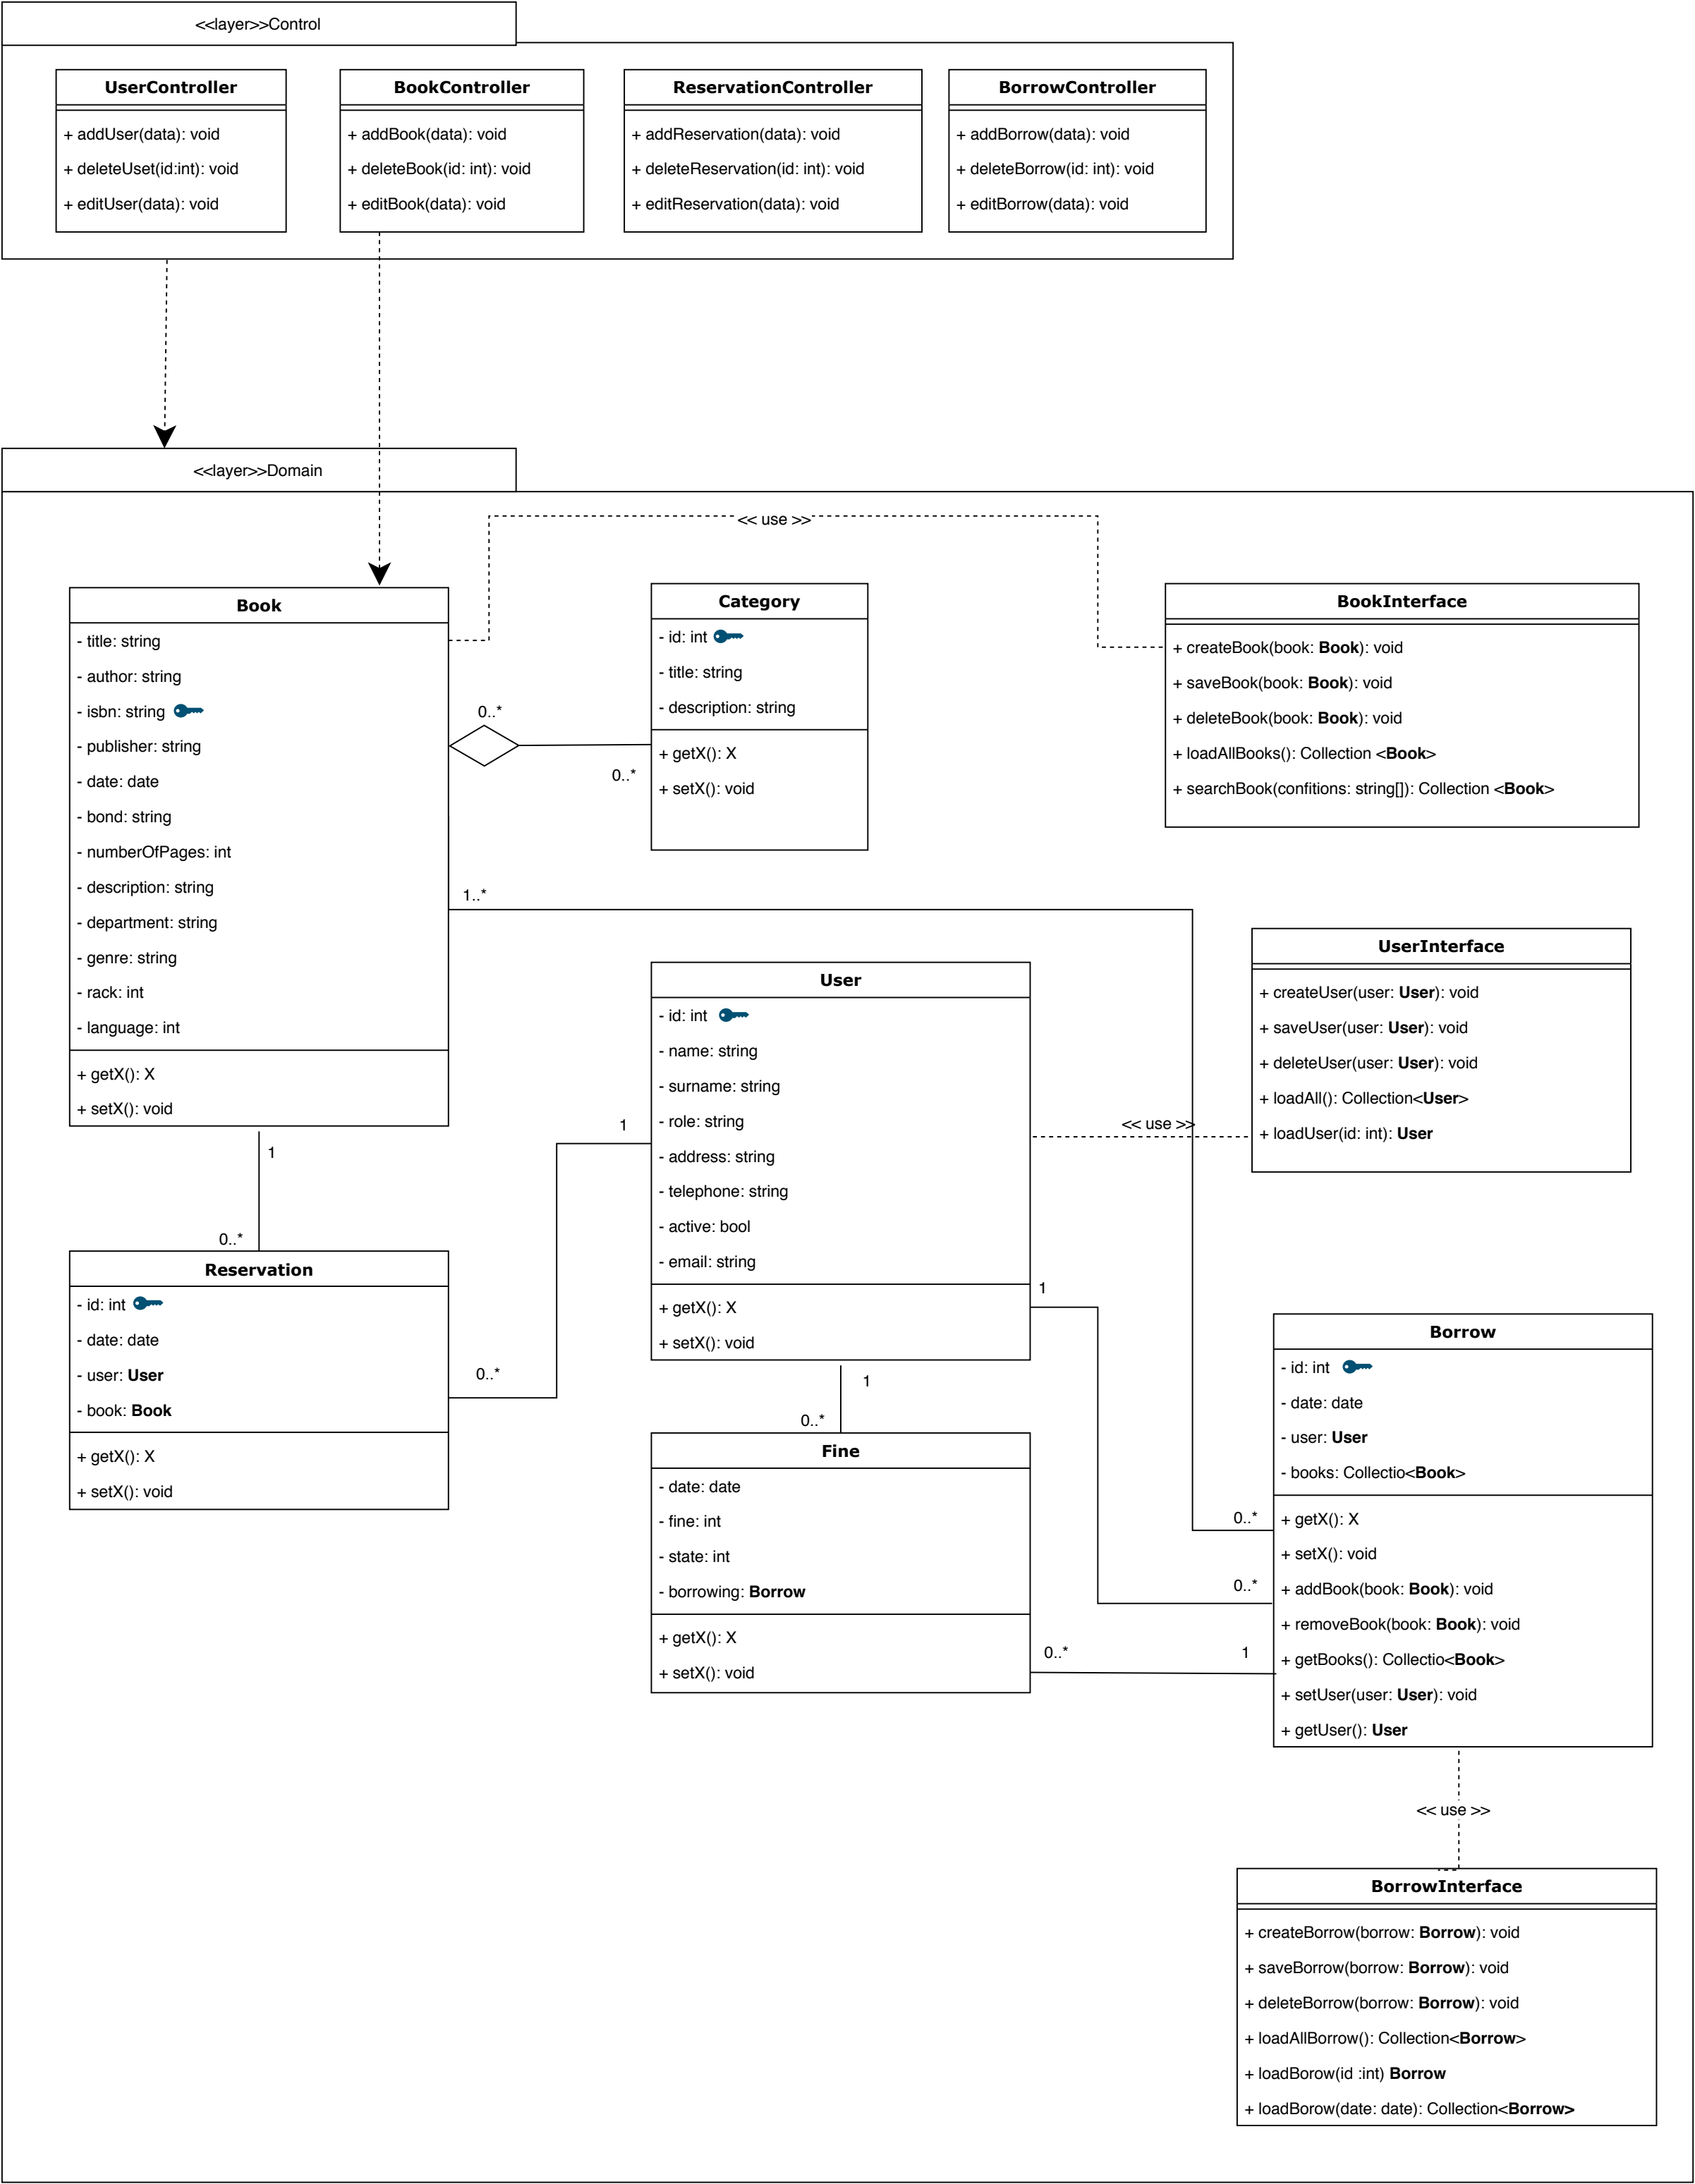 <<layer>>Control
UserController
+ addUser(data): void
+ deleteUset(id:int): void
+ editUser(data): void
BookController
+ addBook(data): void
+ deleteBook(id: int): void
+ editBook(data): void
ReservationController
+ addReservation(data): void
+ deleteReservation(id: int): void
+ editReservation(data): void
BorrowController
+ addBorrow(data): void
+ deleteBorrow(id: int): void
+ editBorrow(data): void
<<layer>>Domain
<< use >>
Book
- title: string
- author: string
- isbn: string
- publisher: string
- date: date
- bond: string
- numberOfPages: int
- description: string
- department: string
- genre: string
- rack: int
- language: int
+ getX(): X
+ setX(): void
0..*
0..*
Category
- id: int
- title: string
- description: string
+ getX(): X
+ setX(): void
BookInterface
+ createBook(book: Book): void
+ saveBook(book: Book): void
+ deleteBook(book: Book): void
+ loadAllBooks(): Collection <Book>
+ searchBook(confitions: string[]): Collection <Book>
1..*
User
- id: int
- name: string
- surname: string
- role: string
- address: string
- telephone: string
- active: bool
- email: string
+ getX(): X
+ setX(): void
<< use >>
UserInterface
+ createUser(user: User): void
+ saveUser(user: User): void
+ deleteUser(user: User): void
+ loadAll(): Collection<User>
+ loadUser(id: int): User
1
1
0..*
Reservation
- id: int
- date: date
- user: User
- book: Book
+ getX(): X
+ setX(): void
0..*
1
1
0..*
Fine
- date: date
- fine: int
- state: int
- borrowing: Borrow
+ getX(): X
+ setX(): void
0..*
0..*
0..*
1
Borrow
- id: int
- date: date
- user: User
- books: Collectio<Book>
+ getX(): X
+ setX(): void
+ addBook(book: Book): void
+ removeBook(book: Book): void
+ getBooks(): Collectio<Book>
+ setUser(user: User): void
+ getUser(): User
<< use >>
BorrowInterface
+ createBorrow(borrow: Borrow): void
+ saveBorrow(borrow: Borrow): void
+ deleteBorrow(borrow: Borrow): void
+ loadAllBorrow(): Collection<Borrow>
+ loadBorow(id :int) Borrow
+ loadBorow(date: date): Collection<Borrow>